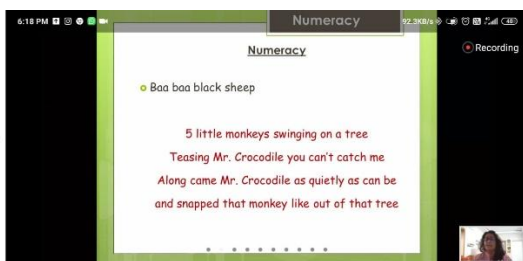 6:18 PM
Numeracy
92.3KB/s
Recording
Numeracy
Baa baa black sheep
5 little monkeys swinging on a tree
Teasing Mr. Crocodile you can't catch me
Along came Mr. Crocodile as quietly as can be
and snapped that monkey like out of that tree